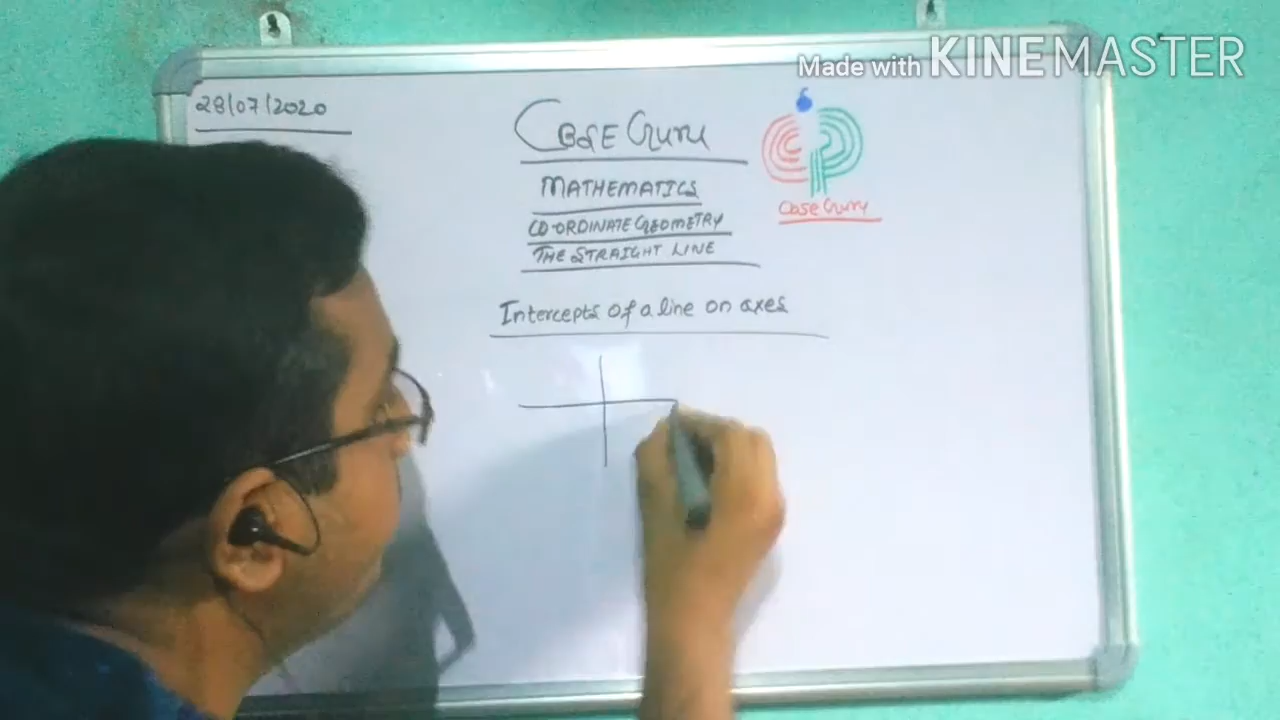 Made with KINEMASTER
28/07/2020
CBSE Guru
MATHEMATICS
CO-ORDINATE GEOMETRY
THE STRAIGHT LINE
Cbse Guru
Intercepts of a line on axes